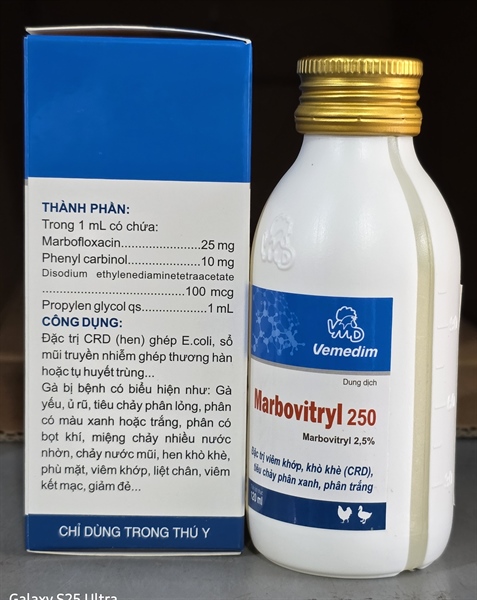 THÀNH PHẦN:
Trong 1 mL có chứa:
Marbofloxacin......................25 mg
Phenyl carbinol....................10 mg
Disodium ethylenediaminetetraacetate
......................................100 mcg
Propylen glycol qs.................1 mL
CÔNG DỤNG:
Đặc trị CRD (hen) ghép E.coli, sổ
mũi truyền nhiễm ghép thương hàn
hoặc tụ huyết trùng...
Gà bị bệnh có biểu hiện như: Gà
yếu, ủ rũ, tiêu chảy phân lỏng, phân
có màu xanh hoặc trắng, phân có
bọt khí, miệng chảy nhiều nước
nhờn, chảy nước mũi, hen khò khè,
phù mặt, viêm khớp, liệt chân, viêm
kết mạc, giảm đẻ...
CHỈ DÙNG TRONG THÚ Y
VMD
VMD
Vemedim
Dung dịch
Marbovitryl 250
Marbovitryl 2,5%
Đặc trị viêm khớp, khò khè (CRD),
tiêu chảy phân xanh, phân trắng
120 ml
Galaxy S25 Ultra